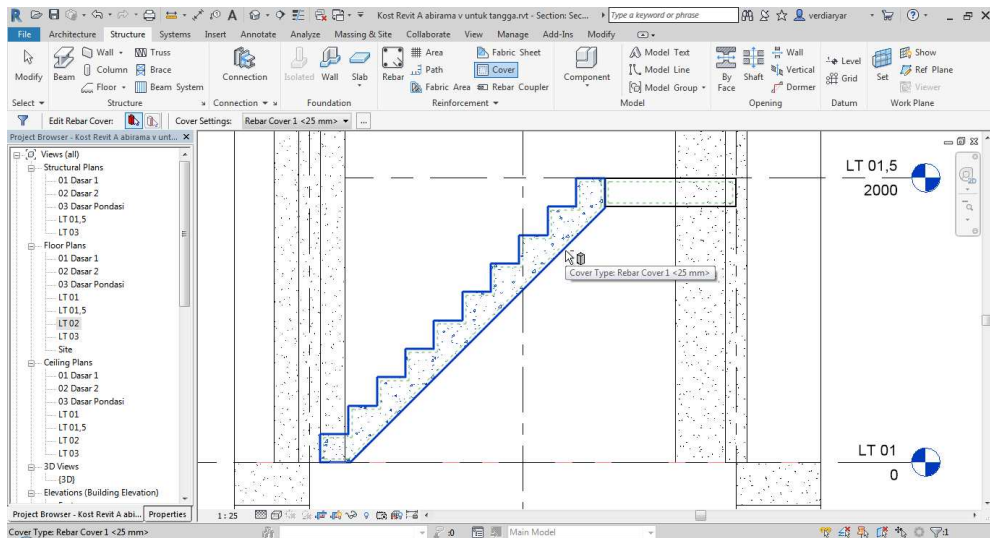 Kost Revit A abirama v untuk tangga.rvt - Section: Sec...
Type a keyword or phrase
verdiaryar
File Architecture Structure Systems Insert Annotate Analyze Massing & Site Collaborate View Manage Add-Ins Modify
Modify
Beam
Wall
Column
Floor
Truss
Brace
Beam System
Connection
Isolated
Wall
Slab
Rebar
Area
Path
Fabric Area
Fabric Sheet
Cover
Rebar Coupler
Component
Model Text
Model Line
Model Group
By Face
Shaft
Wall
Vertical
Dormer
Level
Grid
Set
Show
Ref Plane
Viewer
Select Structure Connection Foundation Reinforcement Model Opening Datum Work Plane
Edit Rebar Cover: Cover Settings: Rebar Cover 1 <25 mm> ...
Project Browser - Kost Revit A abirama v unt...
Views (all)
Structural Plans
01 Dasar 1
02 Dasar 2
03 Dasar Pondasi
LT 01,5
LT 03
Floor Plans
01 Dasar 1
02 Dasar 2
03 Dasar Pondasi
LT 01
LT 01,5
LT 02
LT 03
Site
Ceiling Plans
01 Dasar 1
02 Dasar 2
03 Dasar Pondasi
LT 01
LT 01,5
LT 02
LT 03
3D Views
{3D}
Elevations (Building Elevation)
LT 01,5
2000
Cover Type: Rebar Cover 1 <25 mm>
LT 01
0
Project Browser - Kost Revit A abi... Properties
1 : 25
Cover Type: Rebar Cover 1 <25 mm>
:0
Main Model
:1